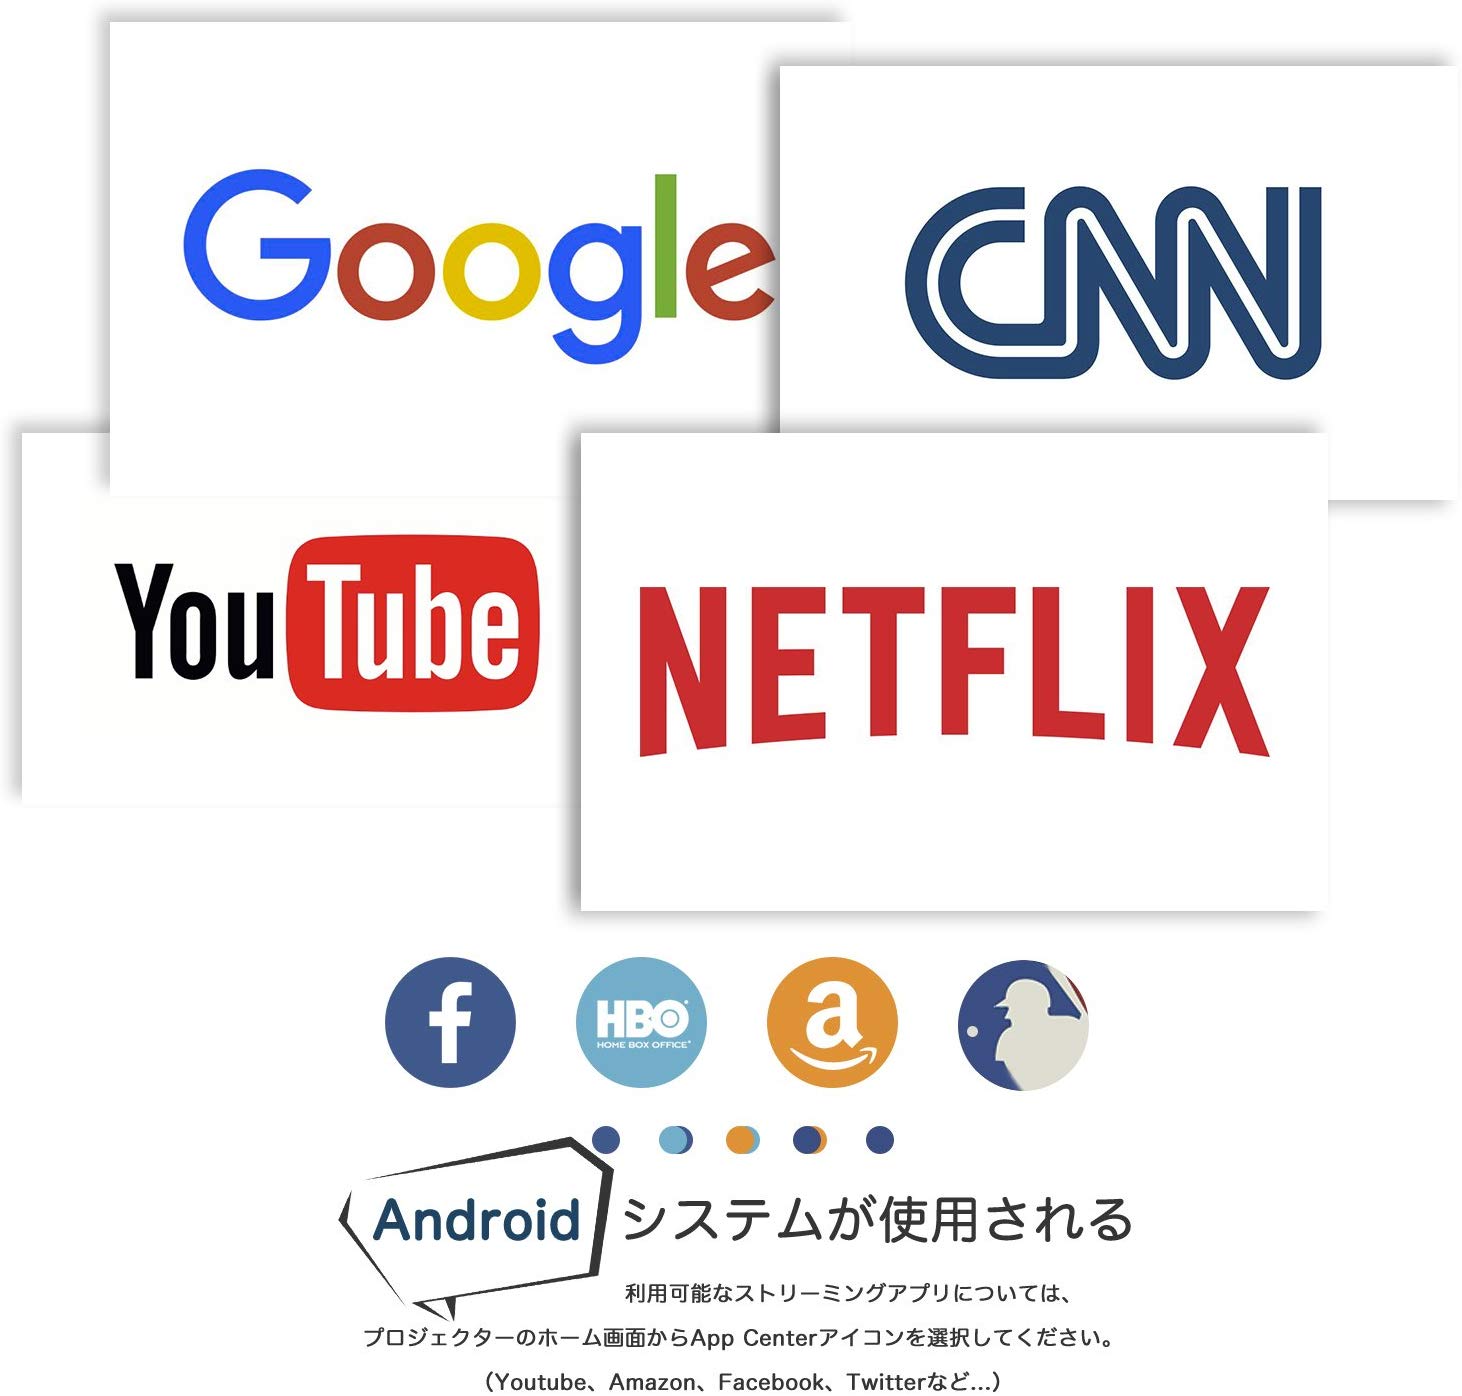 Google
CNN
YouTube
NETFLIX
f
HBO
HOME BOX OFFICE
a
Android システムが使用される
利用可能なストリーミングアプリについては、
プロジェクターのホーム画面からApp Centerアイコンを選択してください。
(Youtube、Amazon、Facebook、Twitterなど...)